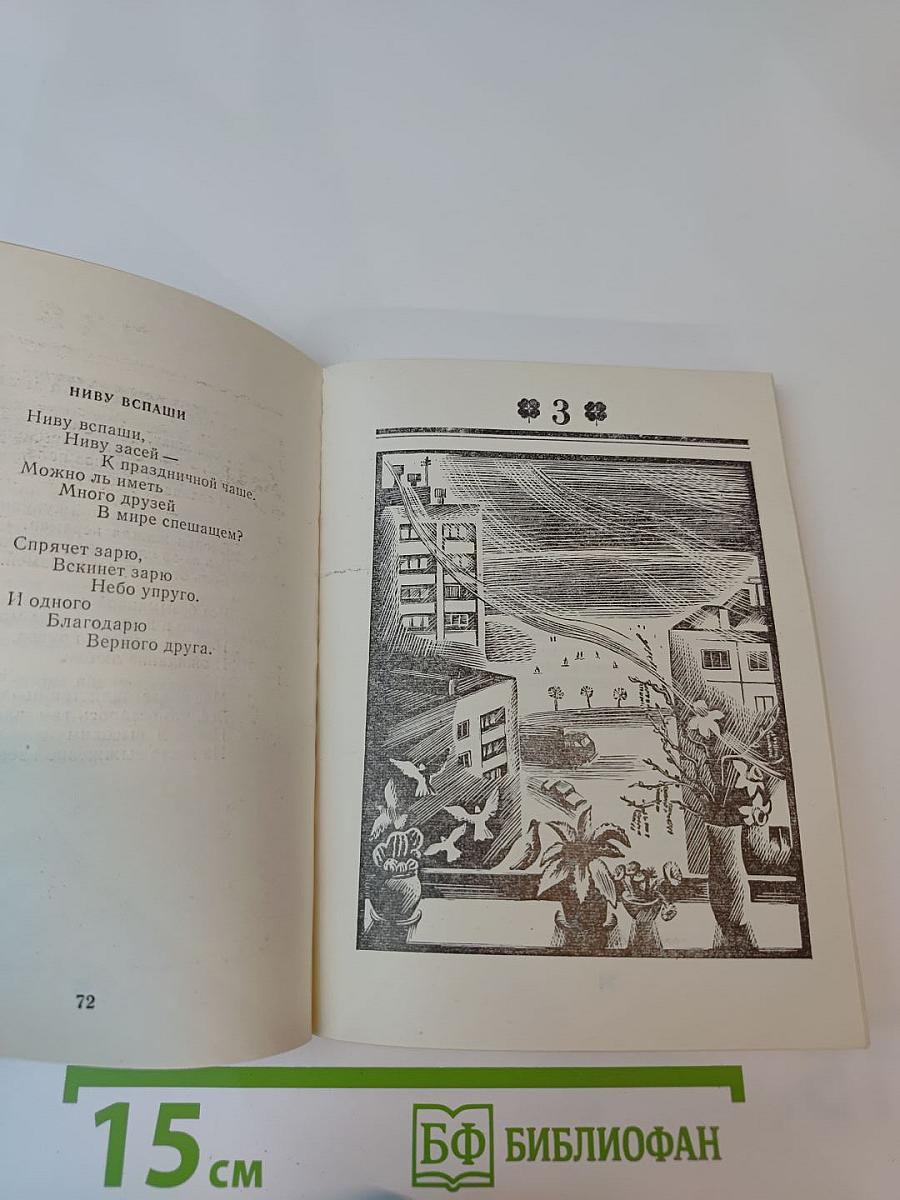 НИВУ ВСПАШИ
Ниву вспаши,
Ниву засей —
К праздничной чаше.
Можно ль иметь
Много друзей
В мире спешащем?
Спрячет зарю,
Вскинет зарю
Небо упруго.
И одного
Благодарю
Верного друга.
72
3
15 см
БФ БИБЛИОФАН